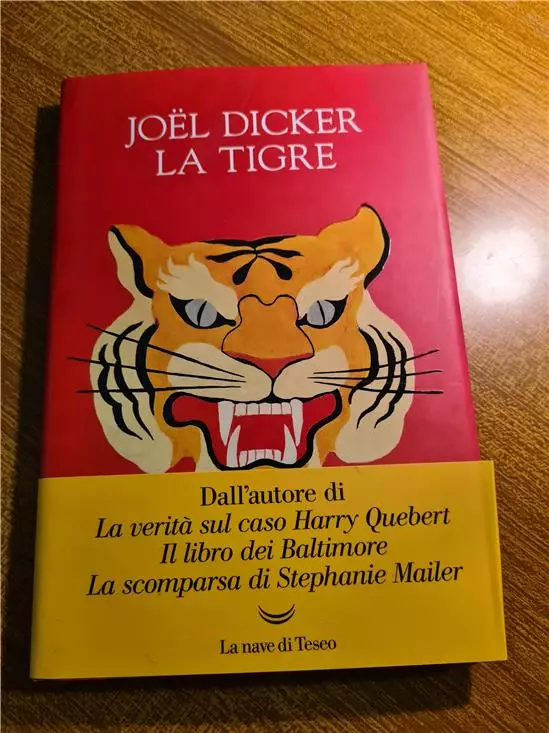 JOËL DICKER
LA TIGRE
Dall'autore di
La verità sul caso Harry Quebert
Il libro dei Baltimore
La scomparsa di Stephanie Mailer
La nave di Teseo